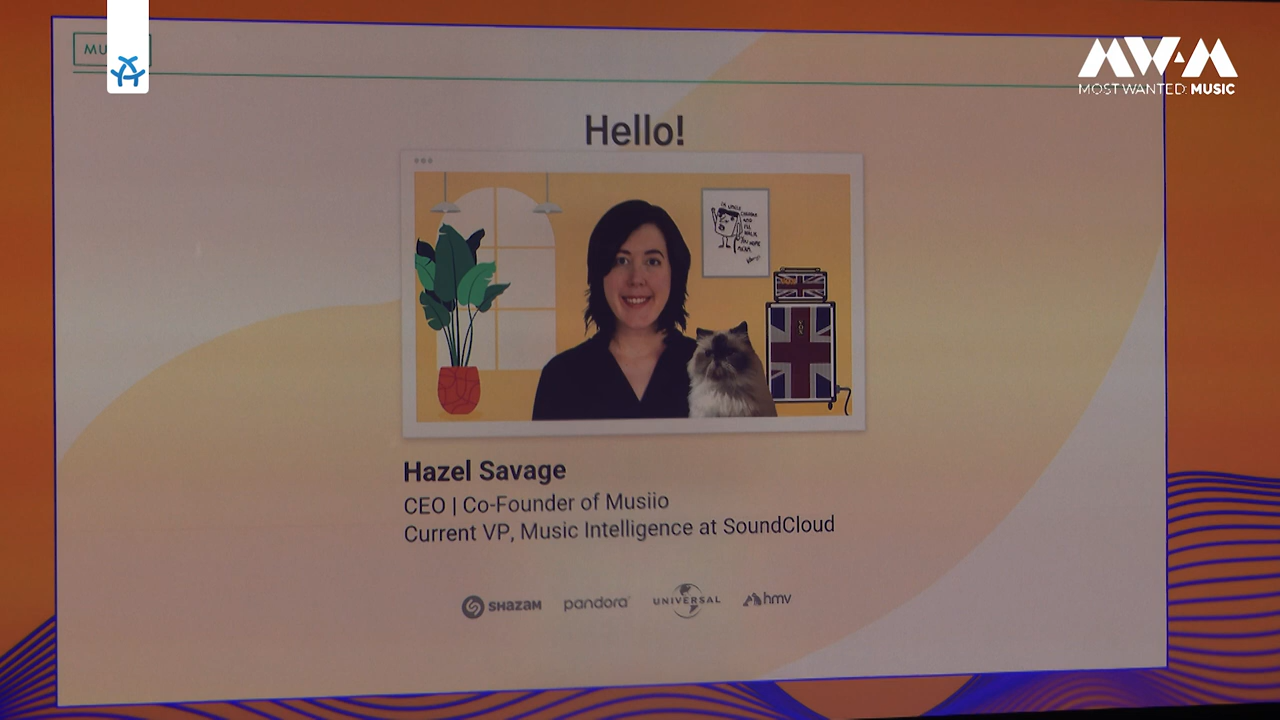 MU
MOST WANTED: MUSIC
Hello!
Hazel Savage
CEO | Co-Founder of Musiio
Current VP, Music Intelligence at SoundCloud
SHAZAM pandora UNIVERSAL hmv